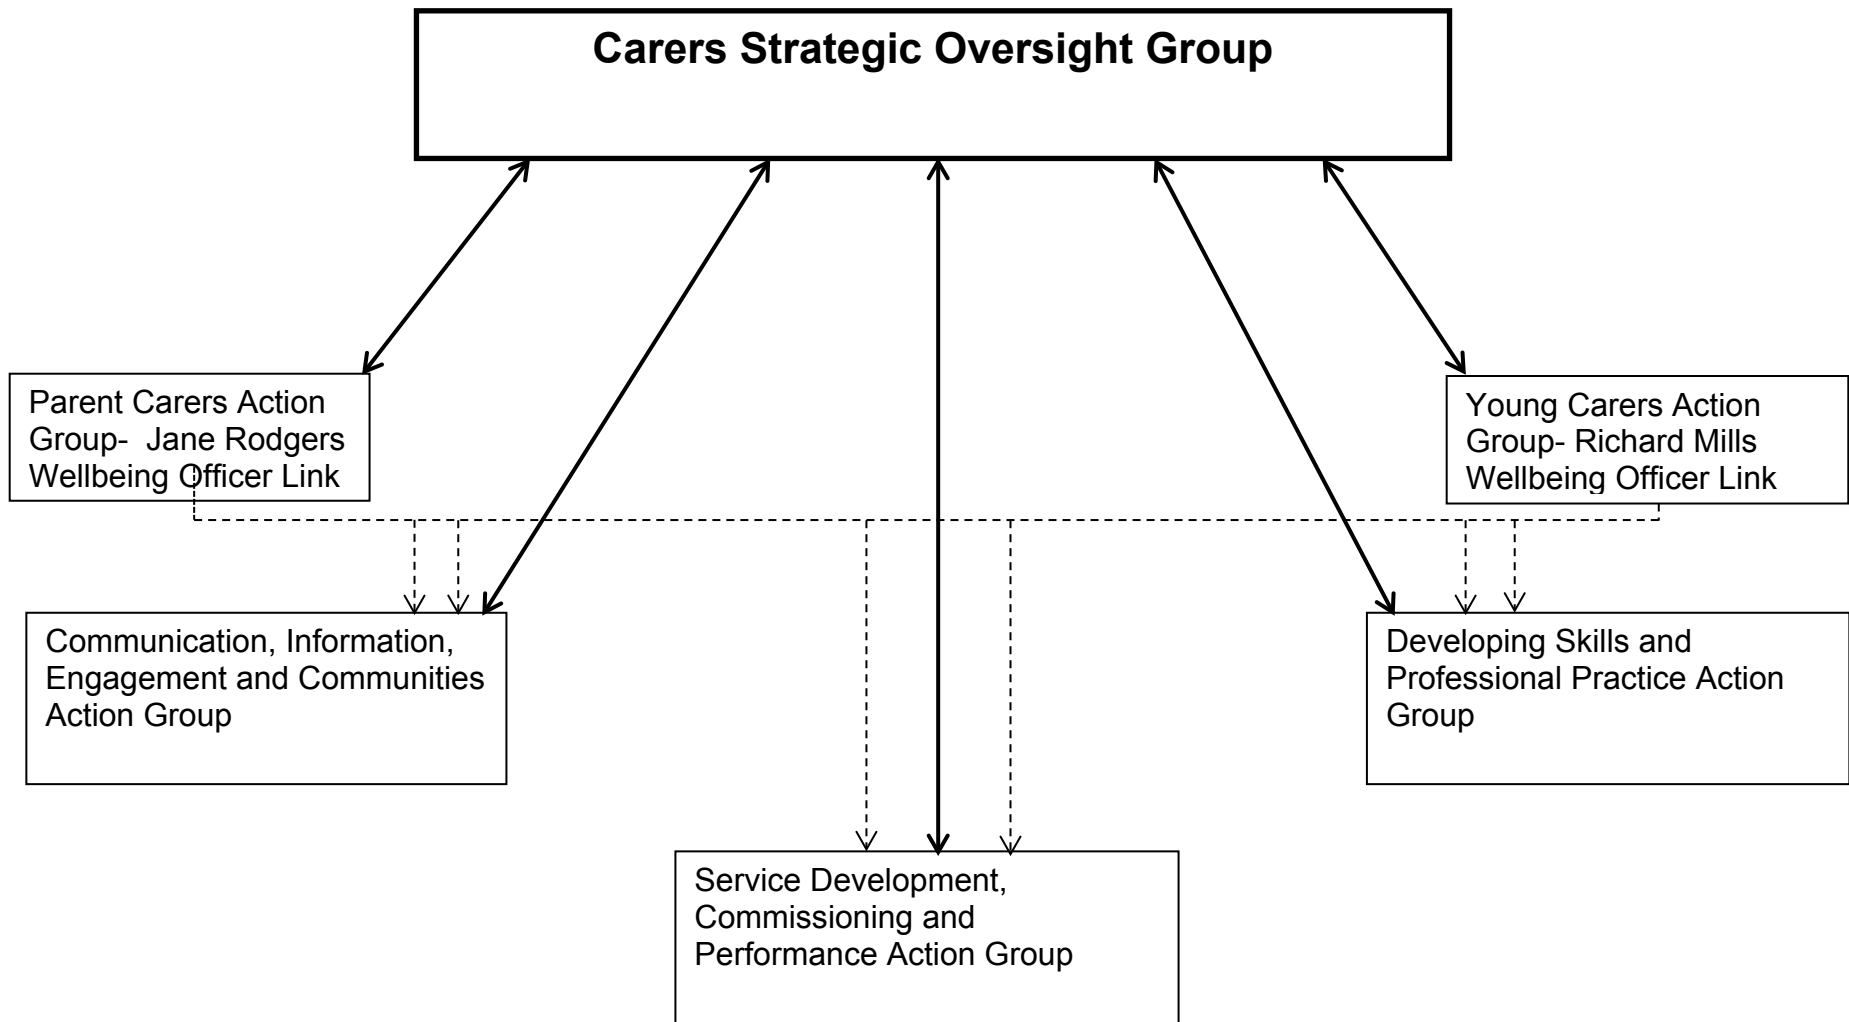 Carers Strategic Oversight Group
Parent Carers Action
Group- Jane Rodgers
Wellbeing Officer Link
Young Carers Action
Group- Richard Mills
Wellbeing Officer Link
Communication, Information,
Engagement and Communities
Action Group
Developing Skills and
Professional Practice Action
Group
Service Development,
Commissioning and
Performance Action Group